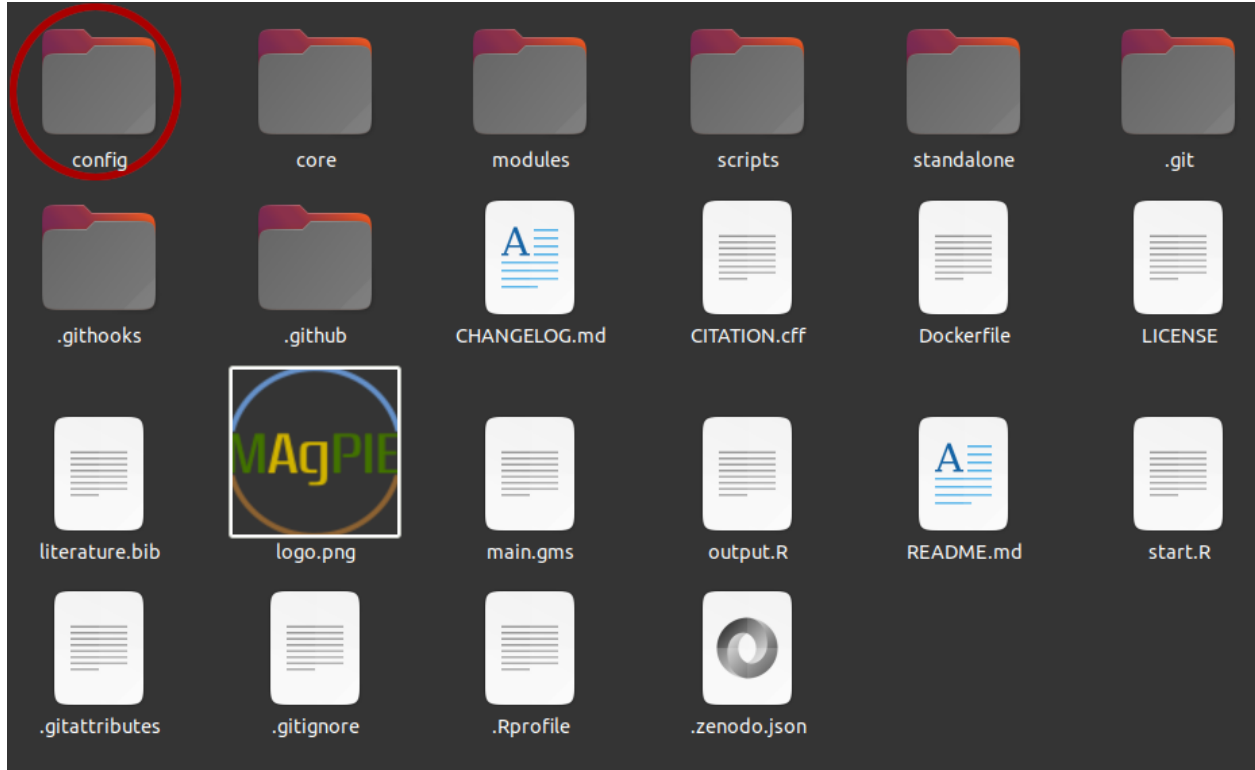 config
core
modules
scripts
standalone
.git
.githooks
.github
CHANGELOG.md
CITATION.cff
Dockerfile
LICENSE
literature.bib
MAgPIE
logo.png
main.gms
output.R
README.md
start.R
.gitattributes
.gitignore
.Rprofile
.zenodo.json